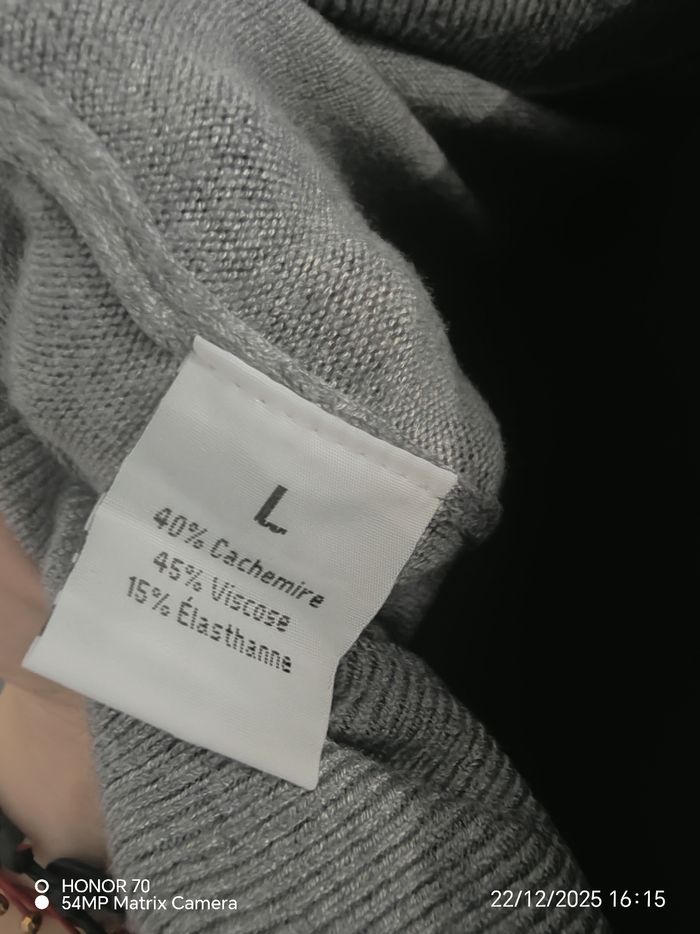 L
40% Cachemire
45% Viscose
15% Élasthanne
HONOR 70
54MP Matrix Camera
22/12/2025 16:15